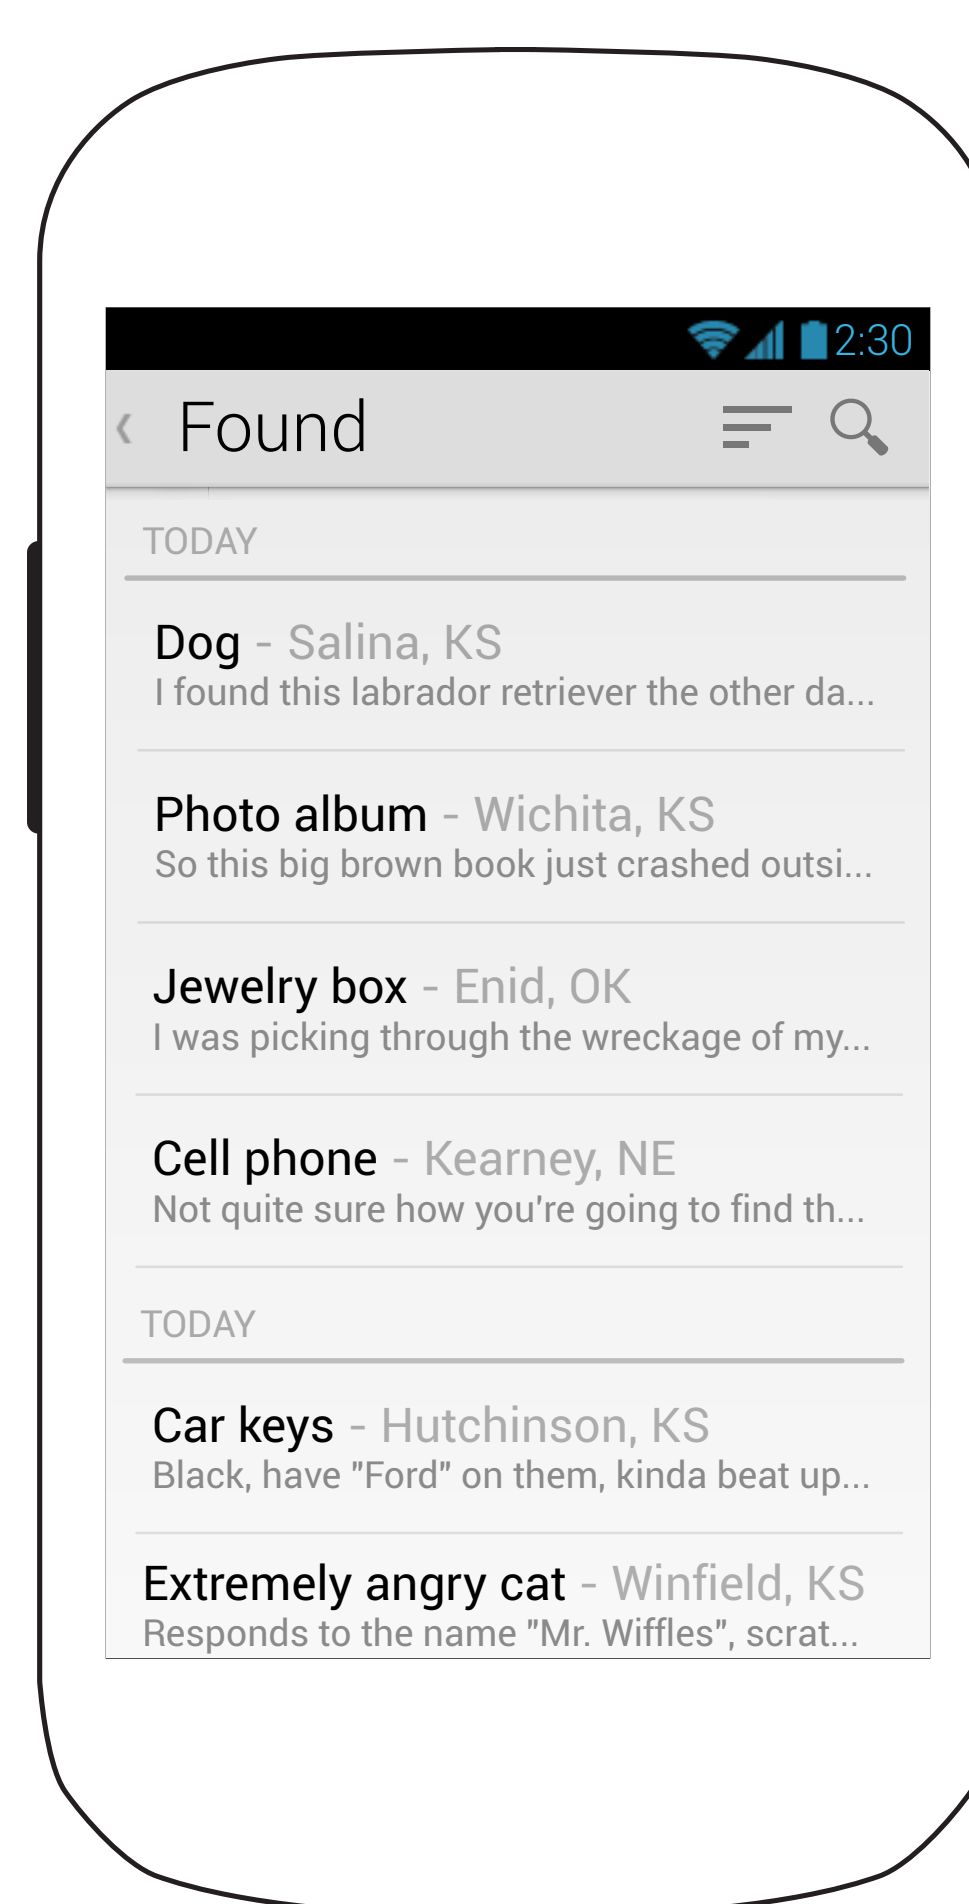 2:30
Found
TODAY
Dog - Salina, KS
I found this labrador retriever the other da...
Photo album - Wichita, KS
So this big brown book just crashed outsi...
Jewelry box - Enid, OK
I was picking through the wreckage of my...
Cell phone - Kearney, NE
Not quite sure how you're going to find th...
TODAY
Car keys - Hutchinson, KS
Black, have "Ford" on them, kinda beat up...
Extremely angry cat - Winfield, KS
Responds to the name "Mr. Wiffles", scrat...